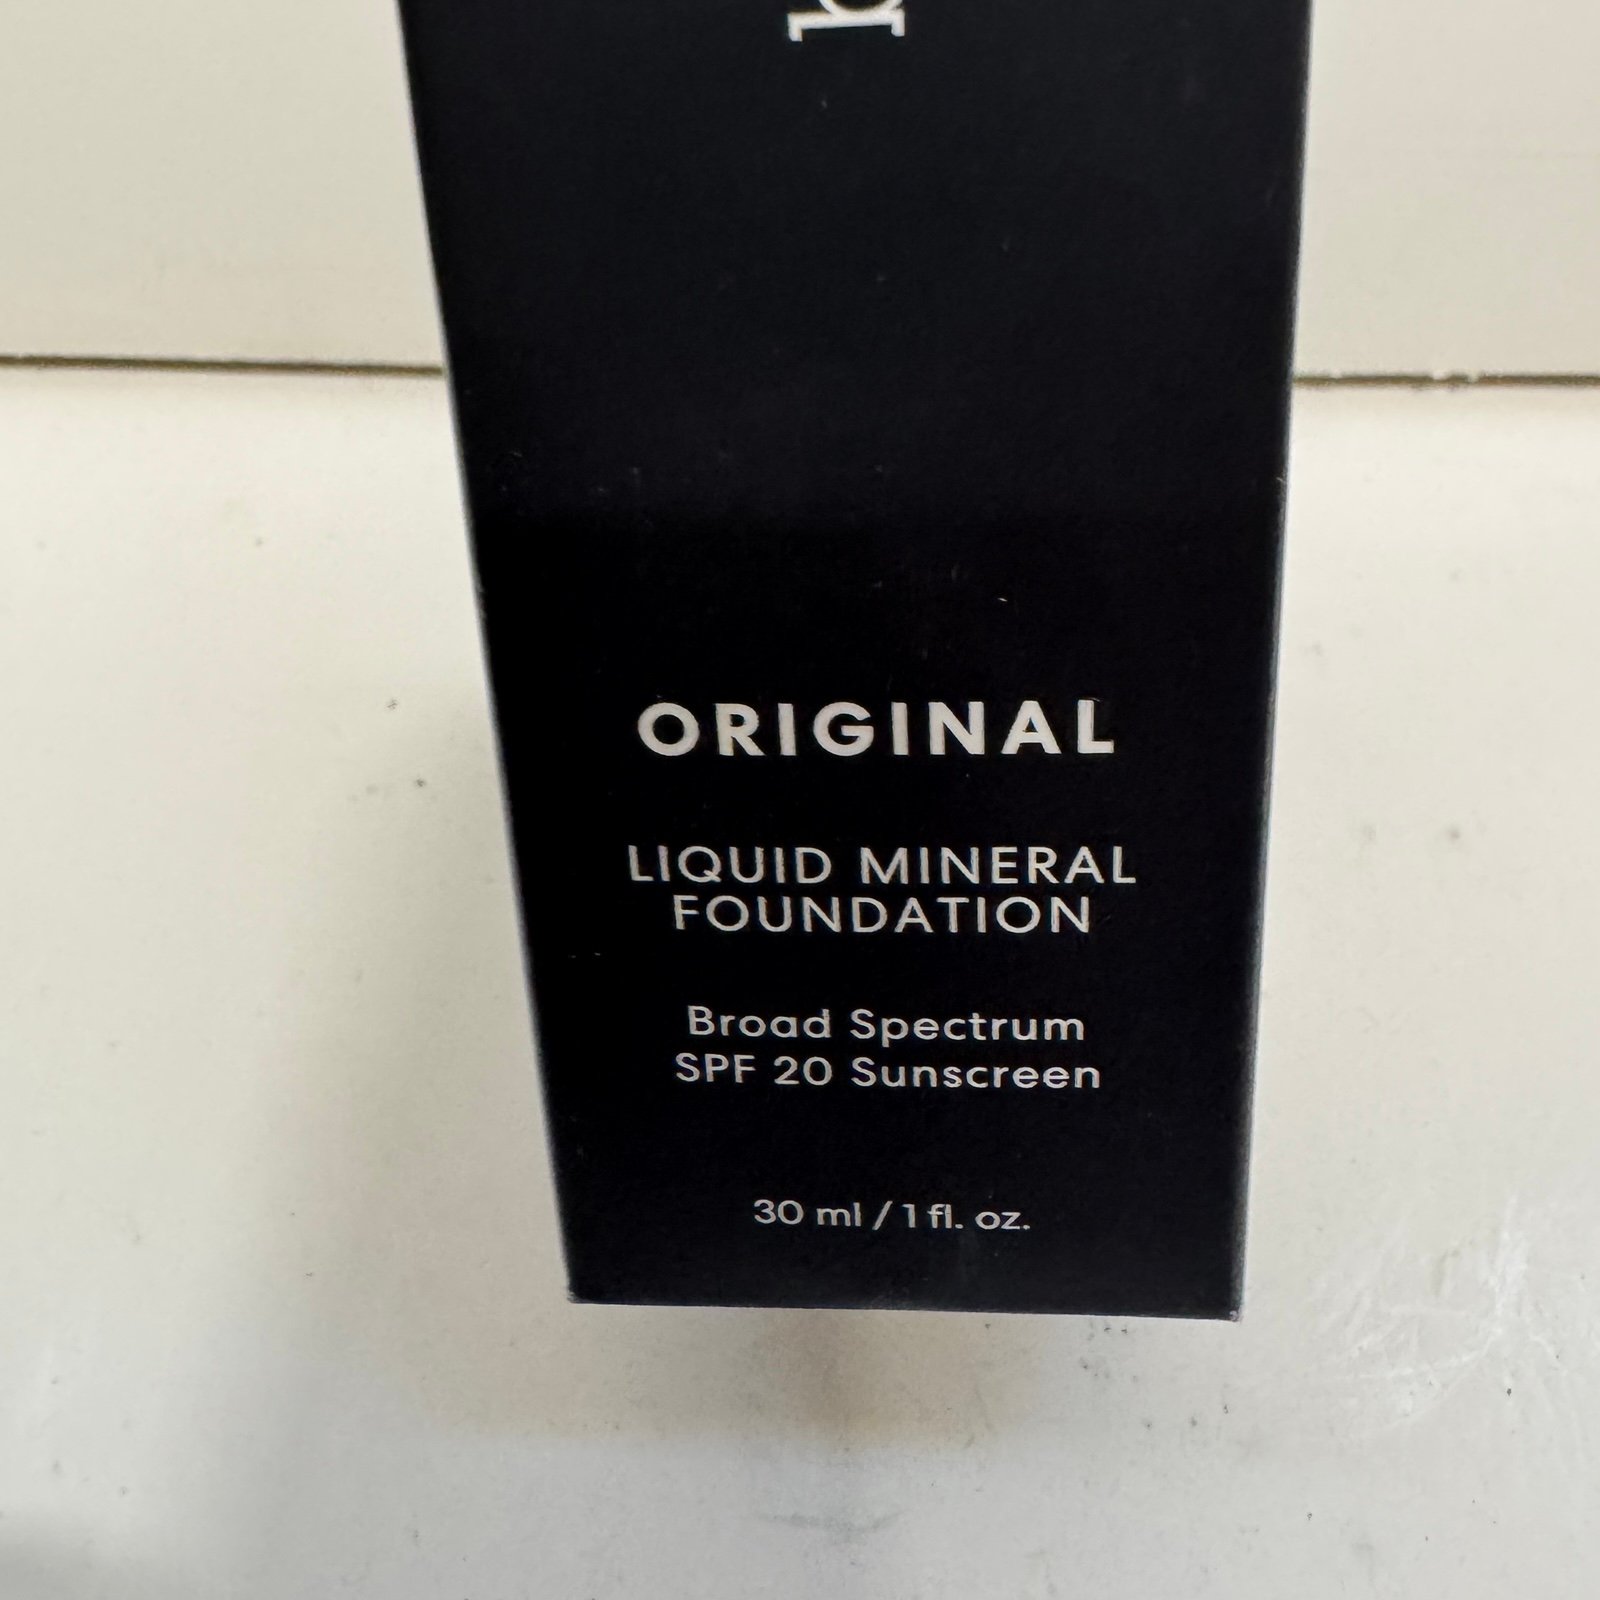 ORIGINAL
LIQUID MINERAL
FOUNDATION
Broad Spectrum
SPF 20 Sunscreen
30 ml / 1 fl. oz.